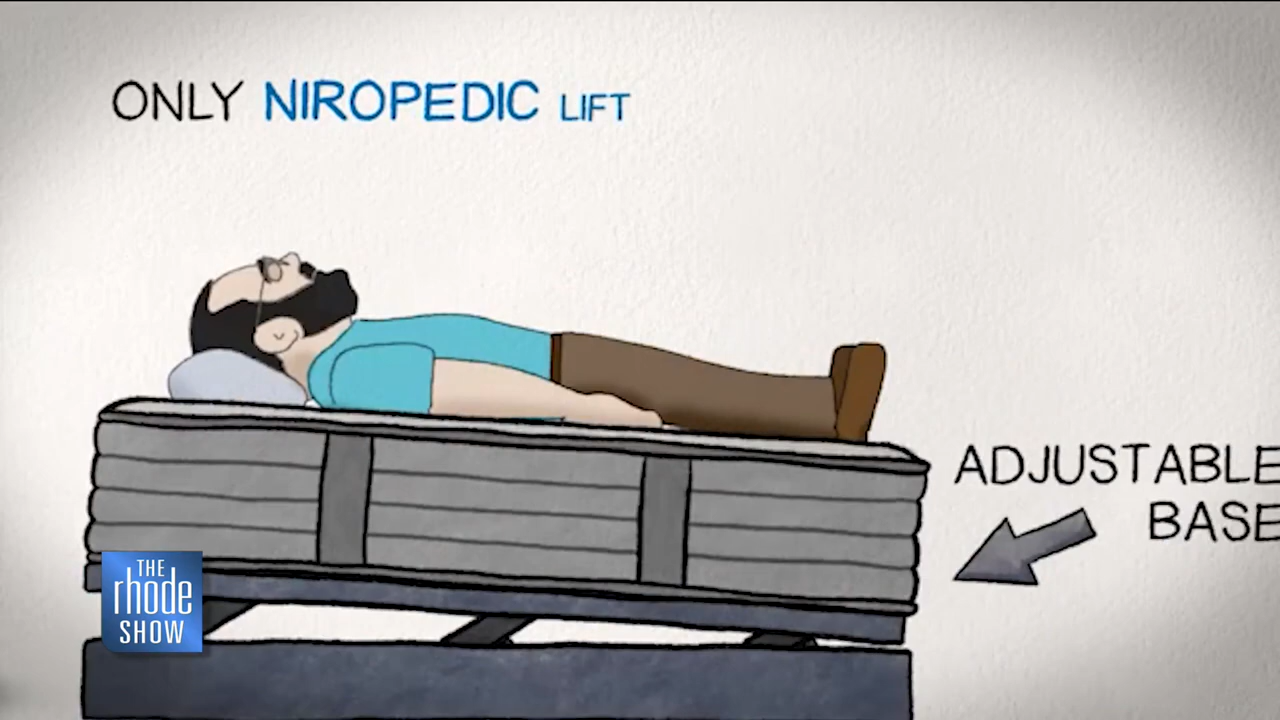 ONLY NIROPEDIC LIFT
ADJUSTABLE
BASE
THE
rhode
SHOW